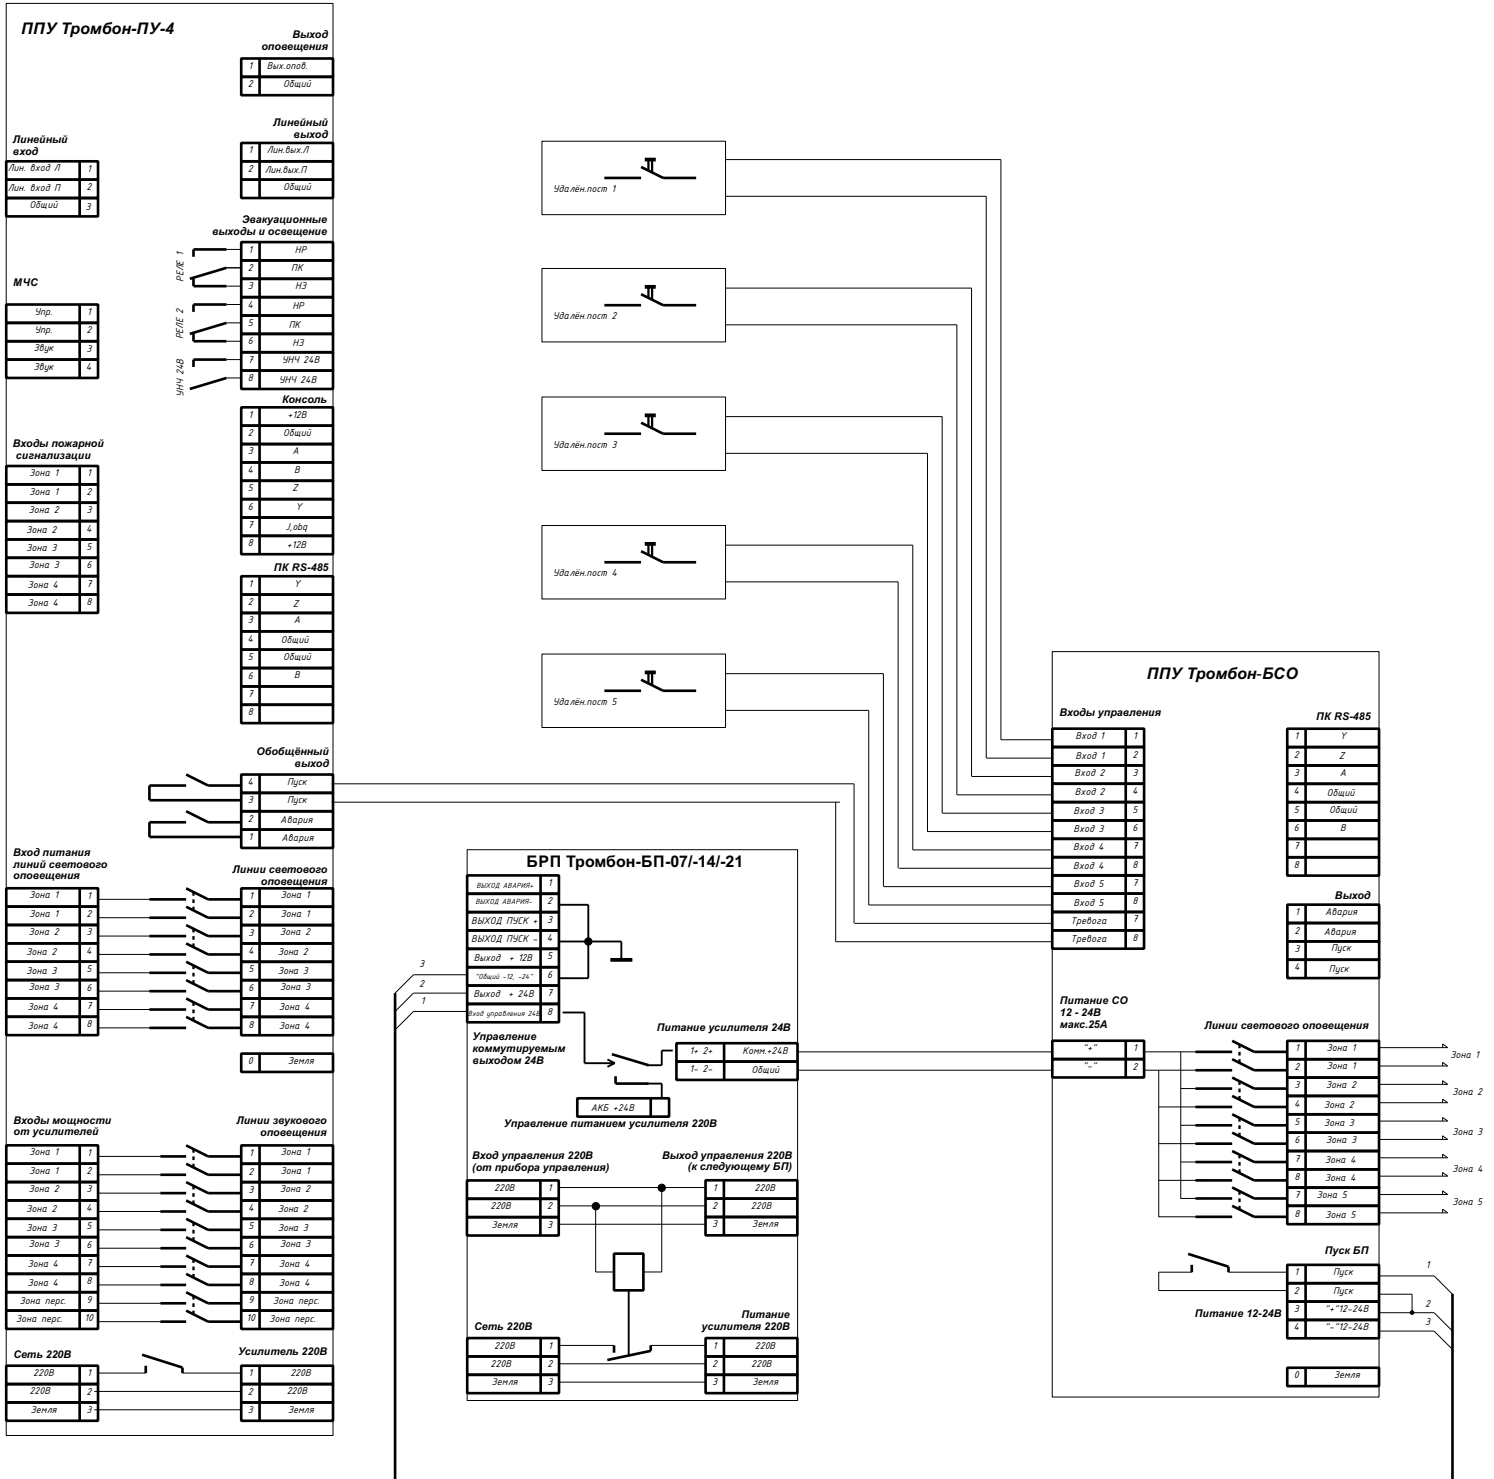 ППУ Тромбон-ПУ-4
Выход
оповещения
1 Вых.опов.
2 Общий
Линейный
вход
Лин. вход Л 1
Лин. вход П 2
Общий 3
Линейный
выход
1 Лин.вых.Л
2 Лин.вых.П
Общий
Эвакуационные
выходы и освещение
РЕЛЕ 1
1 НР
2 ПК
3 НЗ
РЕЛЕ 2
4 НР
5 ПК
6 НЗ
УНЧ 24В
7 УНЧ 24В
8 УНЧ 24В
МЧС
Упр. 1
Упр. 2
Звук 3
Звук 4
Консоль
1 +12В
2 Общий
3 А
4 В
5 Z
6 Y
7 J,obq
8 +12В
Входы пожарной
сигнализации
Зона 1 1
Зона 1 2
Зона 2 3
Зона 2 4
Зона 3 5
Зона 3 6
Зона 4 7
Зона 4 8
ПК RS-485
1 Y
2 Z
3 А
4 Общий
5 Общий
6 В
7
8
Обобщённый
выход
4 Пуск
3 Пуск
2 Авария
1 Авария
Вход питания
линий светового
оповещения
Зона 1 1
Зона 1 2
Зона 2 3
Зона 2 4
Зона 3 5
Зона 3 6
Зона 4 7
Зона 4 8
Линии светового
оповещения
1 Зона 1
2 Зона 1
3 Зона 2
4 Зона 2
5 Зона 3
6 Зона 3
7 Зона 4
8 Зона 4
0 Земля
Входы мощности
от усилителей
Зона 1 1
Зона 1 2
Зона 2 3
Зона 2 4
Зона 3 5
Зона 3 6
Зона 4 7
Зона 4 8
Зона перс. 9
Зона перс. 10
Линии звукового
оповещения
1 Зона 1
2 Зона 1
3 Зона 2
4 Зона 2
5 Зона 3
6 Зона 3
7 Зона 4
8 Зона 4
9 Зона перс.
10 Зона перс.
Сеть 220В
220В 1
220В 2
Земля 3
Усилитель 220В
1 220В
2 220В
3 Земля
Удалён.пост 1
Удалён.пост 2
Удалён.пост 3
Удалён.пост 4
Удалён.пост 5
БРП Тромбон-БП-07/-14/-21
ВЫХОД АВАРИЯ+ 1
ВЫХОД АВАРИЯ- 2
ВЫХОД ПУСК + 3
ВЫХОД ПУСК - 4
Выход + 12В 5
"Общий -12, -24" 6
Выход + 24В 7
Вход управления 24В 8
3
2
1
Управление
коммутируемым
выходом 24В
Питание усилителя 24В
1+ 2+ Комм.+24В
1- 2- Общий
АКБ +24В
Управление питанием усилителя 220В
Вход управления 220В
(от прибора управления)
220В 1
220В 2
Земля 3
Выход управления 220В
(к следующему БП)
1 220В
2 220В
3 Земля
Сеть 220В
220В 1
220В 2
Земля 3
Питание
усилителя 220В
1 220В
2 220В
3 Земля
ППУ Тромбон-БСО
Входы управления
Вход 1 1
Вход 1 2
Вход 2 3
Вход 2 4
Вход 3 5
Вход 3 6
Вход 4 7
Вход 4 8
Вход 5 7
Вход 5 8
Тревога 7
Тревога 8
ПК RS-485
1 Y
2 Z
3 А
4 Общий
5 Общий
6 В
7
8
Выход
1 Авария
2 Авария
3 Пуск
4 Пуск
Питание СО
12 - 24В
макс.25А
"+" 1
"-" 2
Линии светового оповещения
1 Зона 1
2 Зона 1
3 Зона 2
4 Зона 2
5 Зона 3
6 Зона 3
7 Зона 4
8 Зона 4
7 Зона 5
8 Зона 5
Зона 1
Зона 2
Зона 3
Зона 4
Зона 5
Пуск БП
1 Пуск
2 Пуск
Питание 12-24В
3 "+"12-24В
4 "-"12-24В
1
2
3
0 Земля